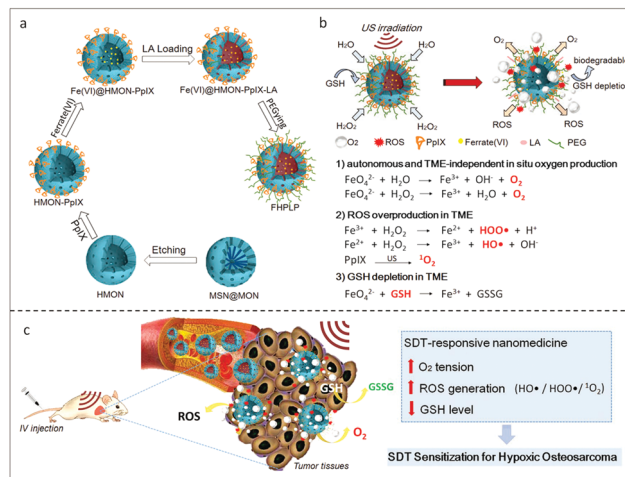 a
LA Loading
Fe(VI)@HMON-PpIX
Fe(VI)@HMON-PpIX-LA
Ferrate(VI)
PEGying
HMON-PpIX
FHPLP
PpIX
Etching
HMON
MSN@MON
b
US irradiation
H₂O
H₂O
GSH
H₂O₂
H₂O₂
O₂
O₂
biodegradable
GSH depletion
ROS
ROS
O₂
ROS
PpIX
Ferrate(VI)
LA
PEG
1) autonomous and TME-independent in situ oxygen production
FeO₄²⁻ + H₂O → Fe³⁺ + OH⁻ + O₂
FeO₄²⁻ + H₂O₂ → Fe³⁺ + H₂O + O₂
2) ROS overproduction in TME
Fe³⁺ + H₂O₂ → Fe²⁺ + HOO• + H⁺
Fe²⁺ + H₂O₂ → Fe³⁺ + HO• + OH⁻
PpIX US → ¹O₂
3) GSH depletion in TME
FeO₄²⁻ + GSH → Fe³⁺ + GSSG
c
IV injection
ROS
GSH
GSSG
O₂
Tumor tissues
SDT-responsive nanomedicine
O₂ tension
ROS generation (HO• / HOO• / ¹O₂)
GSH level
SDT Sensitization for Hypoxic Osteosarcoma